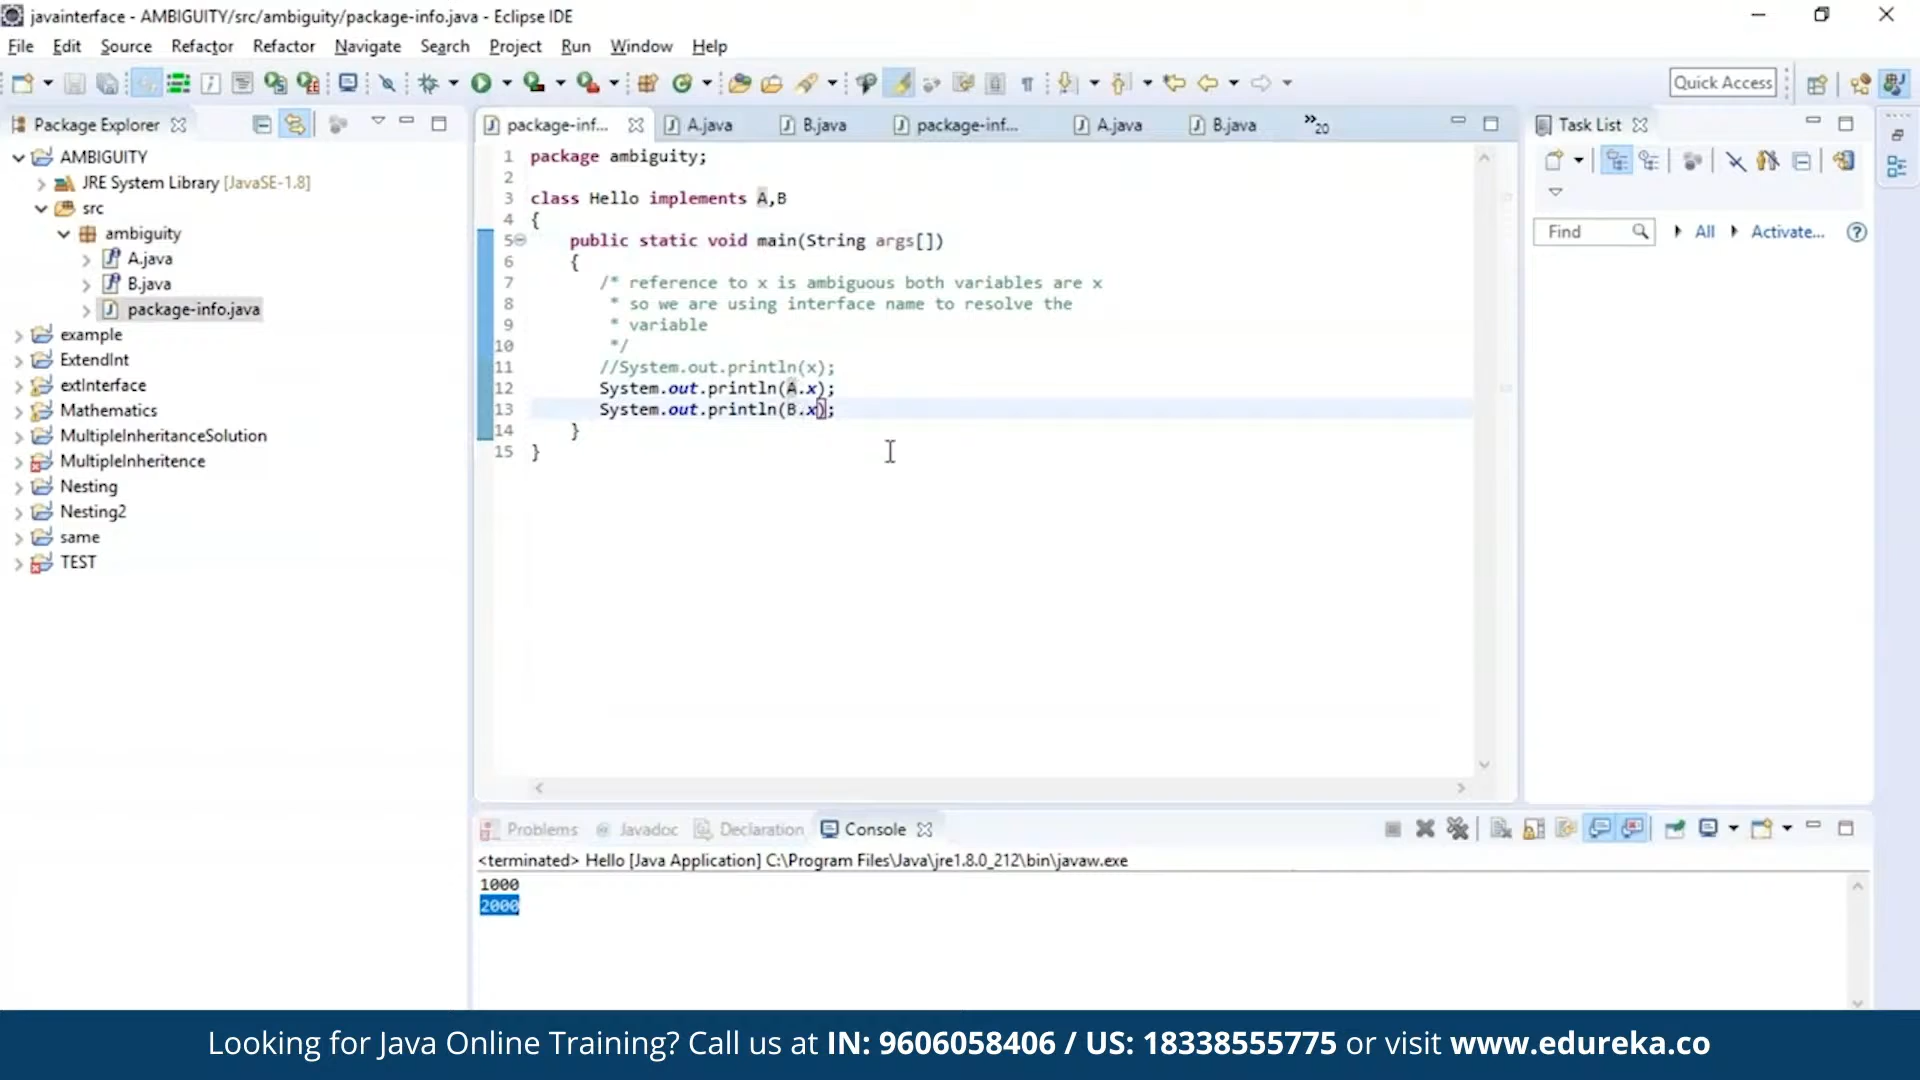 javainterface - AMBIGUITY/src/ambiguity/package-info.java - Eclipse IDE
File Edit Source Refactor Refactor Navigate Search Project Run Window Help
Quick Access
Package Explorer
AMBIGUITY
JRE System Library [JavaSE-1.8]
src
ambiguity
A.java
B.java
package-info.java
example
ExtendInt
extInterface
Mathematics
MultipleInheritanceSolution
MultipleInheritence
Nesting
Nesting2
same
TEST
package-inf... A.java B.java package-inf... A.java B.java »20
1 package ambiguity;
2
3 class Hello implements A,B
4 {
5 public static void main(String args[])
6 {
7 /* reference to x is ambiguous both variables are x
8 * so we are using interface name to resolve the
9 * variable
10 */
11 //System.out.println(x);
12 System.out.println(A.x);
13 System.out.println(B.x);
14 }
15 }
Task List
Find All Activate...
Problems Javadoc Declaration Console
<terminated> Hello [Java Application] C:\Program Files\Java\jre1.8.0_212\bin\javaw.exe
1000
2000
Looking for Java Online Training? Call us at IN: 9606058406 / US: 18338555775 or visit www.edureka.co